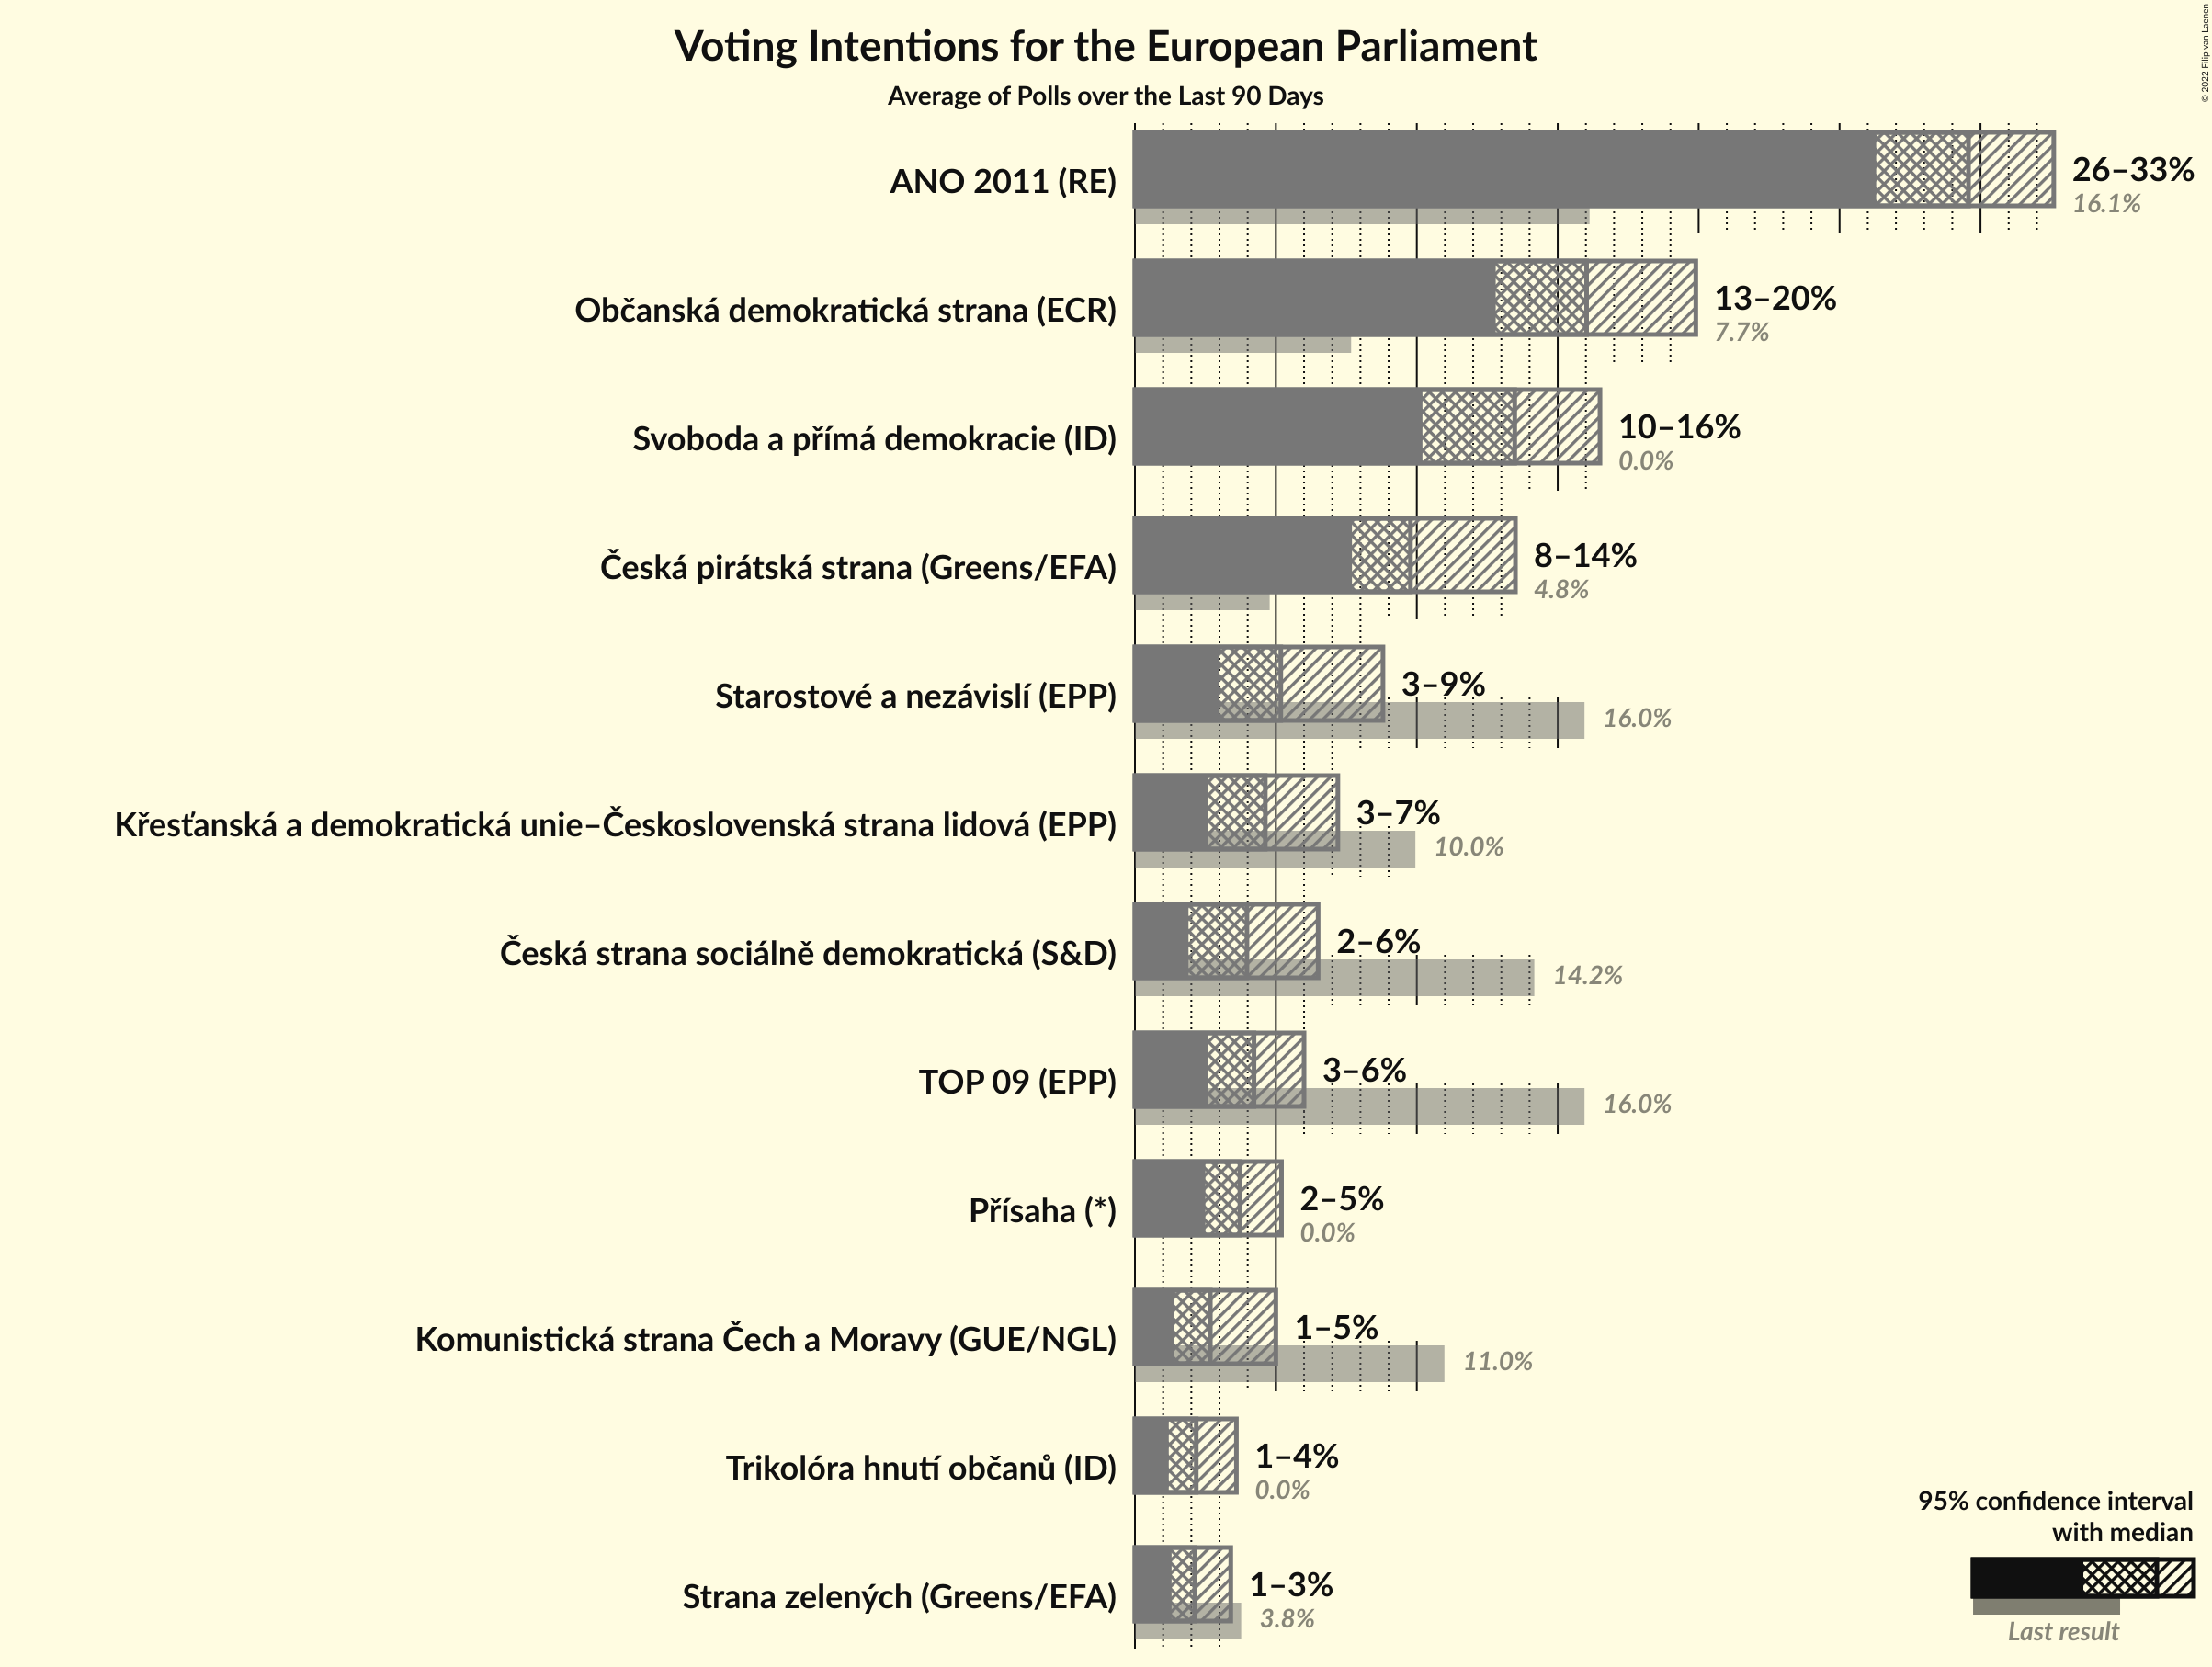 © 2022 Filip van Laenen
Voting Intentions for the European Parliament
Average of Polls over the Last 90 Days
ANO 2011 (RE)
26–33%
16.1%
Občanská demokratická strana (ECR)
13–20%
7.7%
Svoboda a přímá demokracie (ID)
10–16%
0.0%
Česká pirátská strana (Greens/EFA)
8–14%
4.8%
Starostové a nezávislí (EPP)
3–9%
16.0%
Křesťanská a demokratická unie–Československá strana lidová (EPP)
3–7%
10.0%
Česká strana sociálně demokratická (S&D)
2–6%
14.2%
TOP 09 (EPP)
3–6%
16.0%
Přísaha (*)
2–5%
0.0%
Komunistická strana Čech a Moravy (GUE/NGL)
1–5%
11.0%
Trikolóra hnutí občanů (ID)
1–4%
0.0%
Strana zelených (Greens/EFA)
1–3%
3.8%
95% confidence interval
with median
Last result